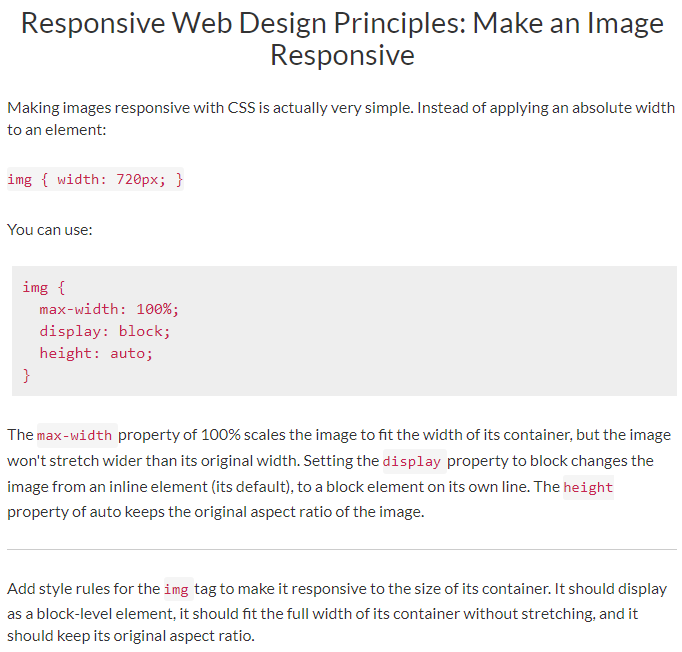 Responsive Web Design Principles: Make an Image
Responsive
Making images responsive with CSS is actually very simple. Instead of applying an absolute width
to an element:
img { width: 720px; }
You can use:
img {
  max-width: 100%;
  display: block;
  height: auto;
}
The max-width property of 100% scales the image to fit the width of its container, but the image
won't stretch wider than its original width. Setting the display property to block changes the
image from an inline element (its default), to a block element on its own line. The height
property of auto keeps the original aspect ratio of the image.
Add style rules for the img tag to make it responsive to the size of its container. It should display
as a block-level element, it should fit the full width of its container without stretching, and it
should keep its original aspect ratio.